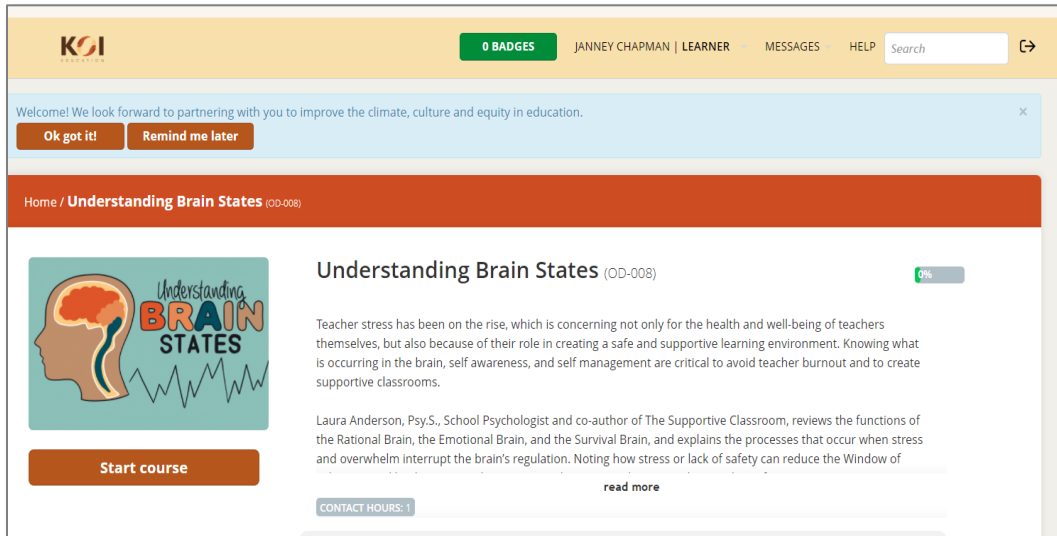 KOI
EDUCATION
0 BADGES
JANNEY CHAPMAN | LEARNER
MESSAGES
HELP
Search
Welcome! We look forward to partnering with you to improve the climate, culture and equity in education.
×
Ok got it!
Remind me later
Home / Understanding Brain States (OD-008)
Understanding
BRAIN
STATES
Start course
Understanding Brain States (OD-008)
0%
Teacher stress has been on the rise, which is concerning not only for the health and well-being of teachers
themselves, but also because of their role in creating a safe and supportive learning environment. Knowing what
is occurring in the brain, self awareness, and self management are critical to avoid teacher burnout and to create
supportive classrooms.
Laura Anderson, Psy.S., School Psychologist and co-author of The Supportive Classroom, reviews the functions of
the Rational Brain, the Emotional Brain, and the Survival Brain, and explains the processes that occur when stress
and overwhelm interrupt the brain's regulation. Noting how stress or lack of safety can reduce the Window of
read more
CONTACT HOURS: 1